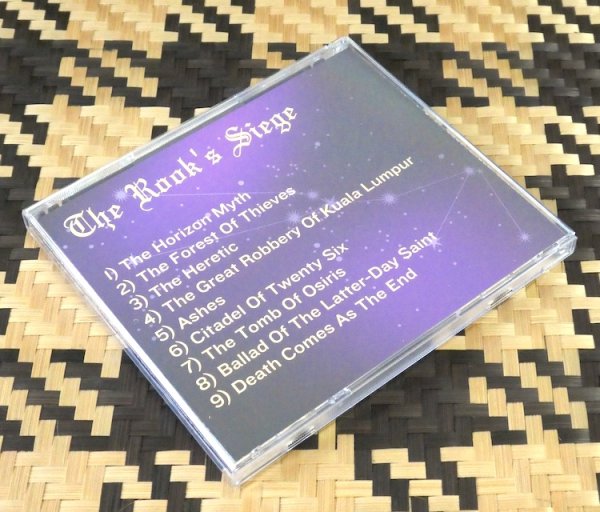 The Rook's Siege
1) The Horizon Myth
2) The Forest Of Thieves
3) The Heretic
4) The Great Robbery Of Kuala Lumpur
5) Ashes
6) Citadel Of Twenty Six
7) The Tomb Of Osiris
8) Ballad Of The Latter-Day Saint
9) Death Comes As The End